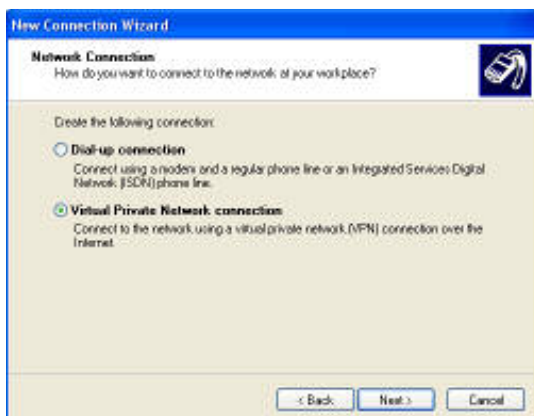 New Connection Wizard
Network Connection
How do you want to connect to the network at your workplace?
Create the following connection:
Dial-up connection
Connect using a modem and a regular phone line or an Integrated Services Digital
Network (ISDN) phone line.
Virtual Private Network connection
Connect to the network using a virtual private network (VPN) connection over the
Internet.
< Back
Next >
Cancel